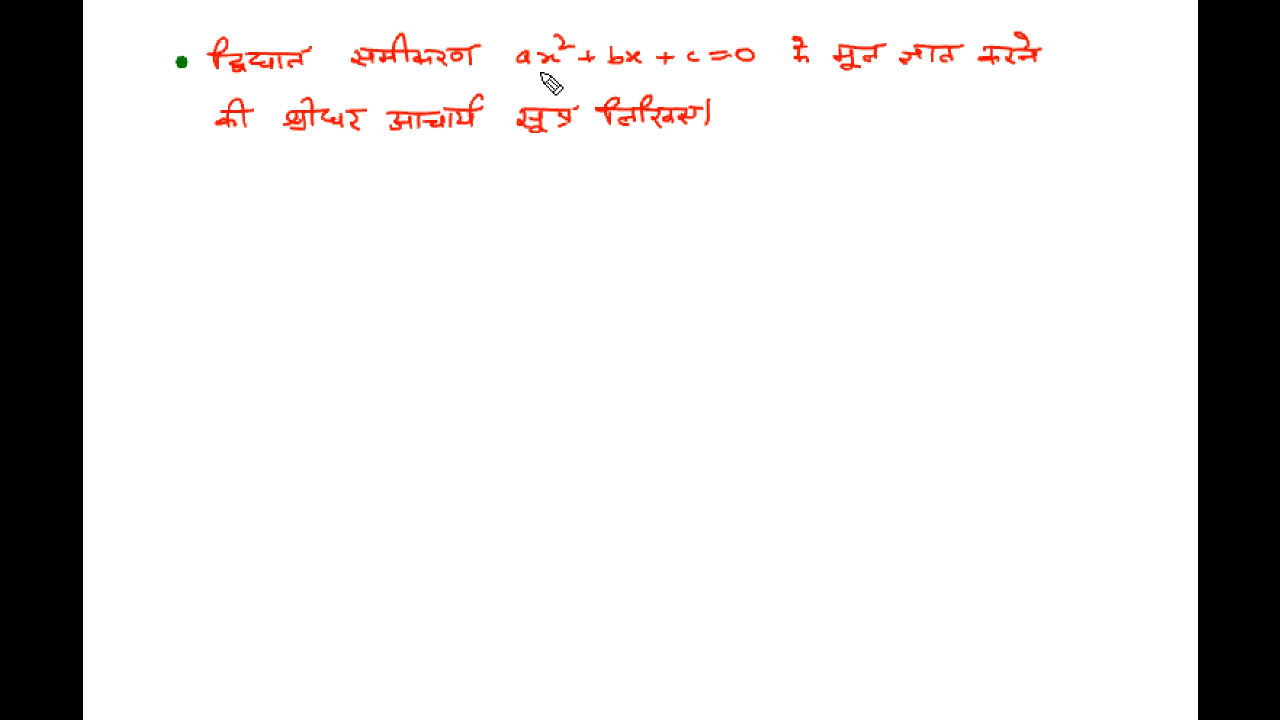 • द्विघात समीकरण ax² + bx + c = 0 के मूल ज्ञात करने
की श्रीधर आचार्य सूत्र लिखिए।